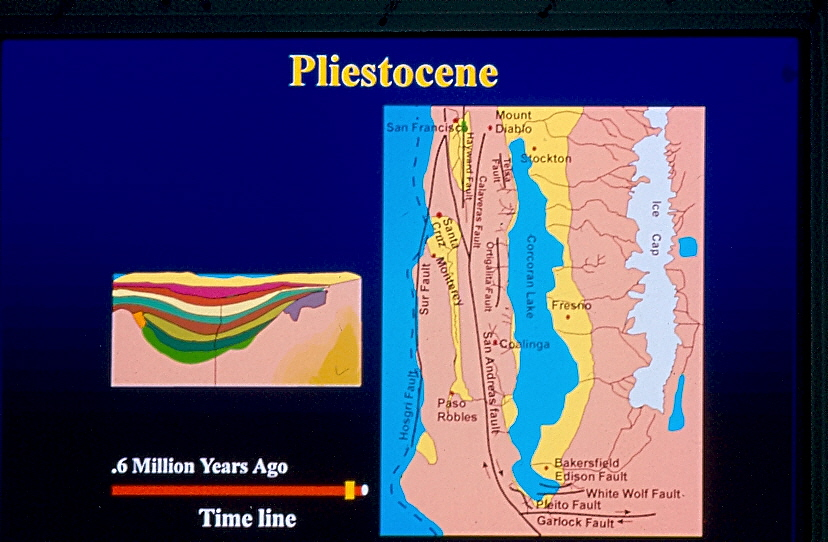 Pliestocene
Mount
Diablo
San Francisco
Stockton
Hayward Fault
Telsa
Fault
Calaveras Fault
Ice Cap
Santa
Cruz
Corcoran Lake
Ortigalita Fault
Monterey
Sur Fault
Fresno
San Andreas fault
Coalinga
Hosgri Fault
Paso
Robles
.6 Million Years Ago
Bakersfield
Edison Fault
White Wolf Fault-
Pleito Fault
Garlock Fault
Time line